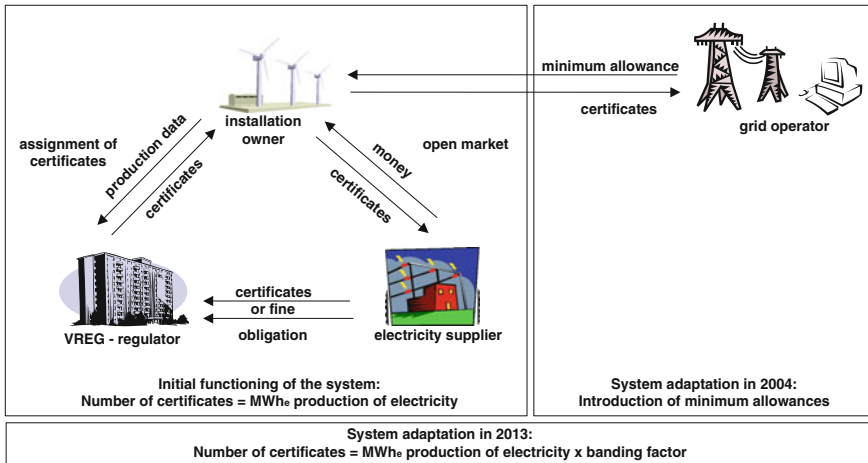 minimum allowance
certificates
installation
owner
grid operator
assignment of
certificates
production data
certificates
open market
money
certificates
certificates
or fine
obligation
VREG - regulator
electricity supplier
Initial functioning of the system:
Number of certificates = MWhe production of electricity
System adaptation in 2004:
Introduction of minimum allowances
System adaptation in 2013:
Number of certificates = MWhe production of electricity x banding factor